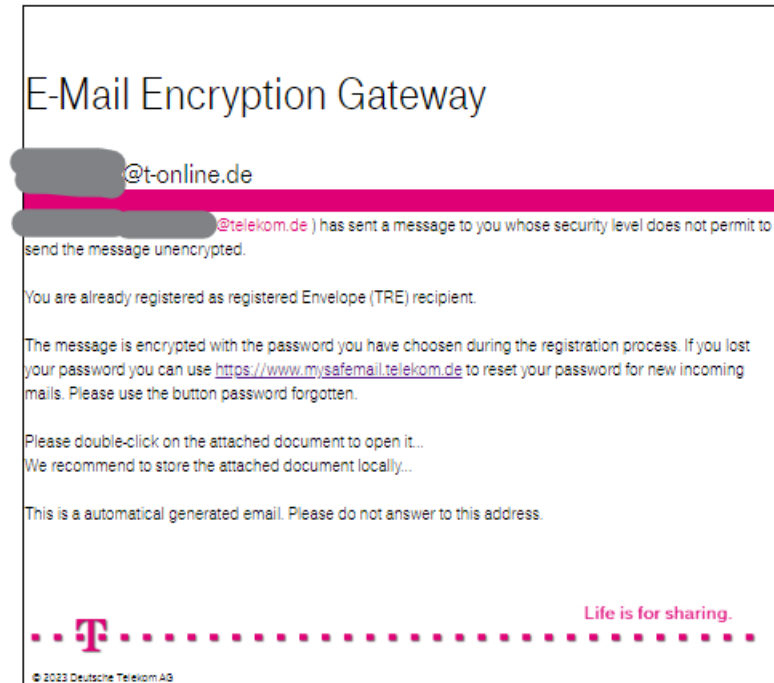 E-Mail Encryption Gateway
@t-online.de
@telekom.de ) has sent a message to you whose security level does not permit to
send the message unencrypted.
You are already registered as registered Envelope (TRE) recipient.
The message is encrypted with the password you have choosen during the registration process. If you lost
your password you can use https://www.mysafemail.telekom.de to reset your password for new incoming
mails. Please use the button password forgotten.
Please double-click on the attached document to open it...
We recommend to store the attached document locally...
This is a automatical generated email. Please do not answer to this address.
Life is for sharing.
T
© 2023 Deutsche Telekom AG